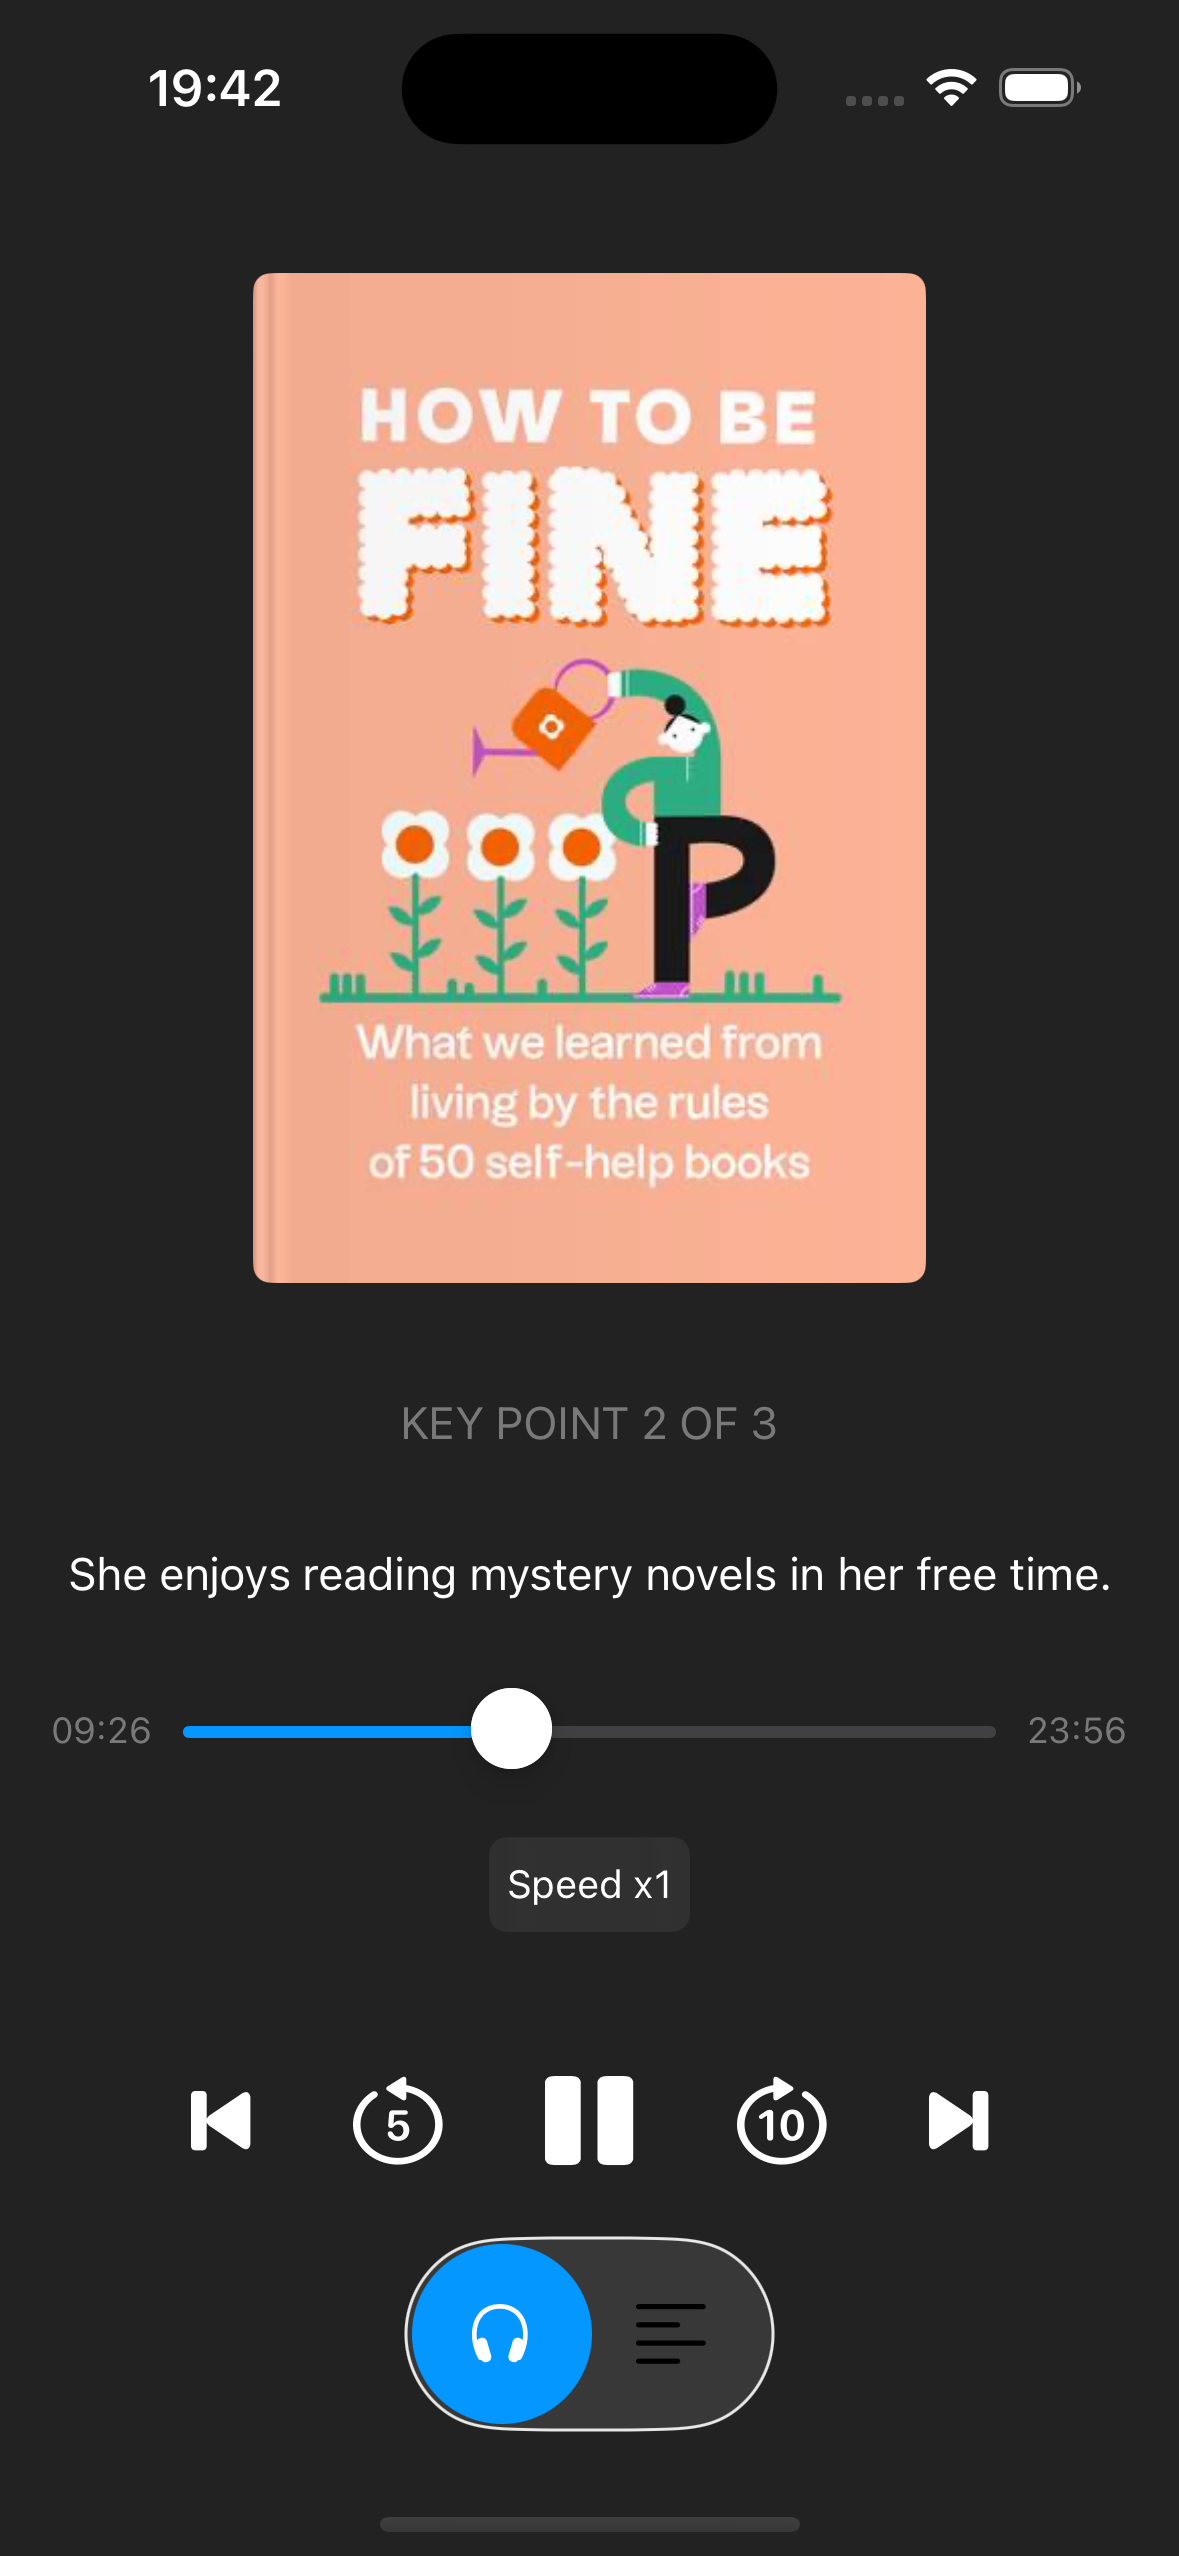 19:42
HOW TO BE
FINE
What we learned from
living by the rules
of 50 self-help books
KEY POINT 2 OF 3
She enjoys reading mystery novels in her free time.
09:26
23:56
Speed x1
5
10